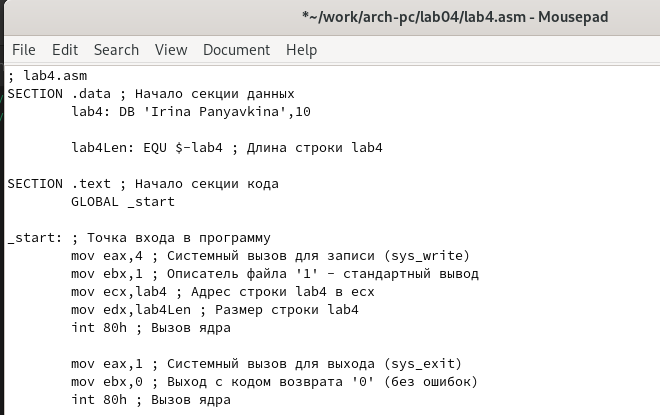 *~/work/arch-pc/lab04/lab4.asm - Mousepad
File Edit Search View Document Help
; lab4.asm
SECTION .data ; Начало секции данных
lab4: DB 'Irina Panyavkina',10
lab4Len: EQU $-lab4 ; Длина строки lab4
SECTION .text ; Начало секции кода
GLOBAL _start
_start: ; Точка входа в программу
mov eax,4 ; Системный вызов для записи (sys_write)
mov ebx,1 ; Описатель файла '1' - стандартный вывод
mov ecx,lab4 ; Адрес строки lab4 в ecx
mov edx,lab4Len ; Размер строки lab4
int 80h ; Вызов ядра
mov eax,1 ; Системный вызов для выхода (sys_exit)
mov ebx,0 ; Выход с кодом возврата '0' (без ошибок)
int 80h ; Вызов ядра